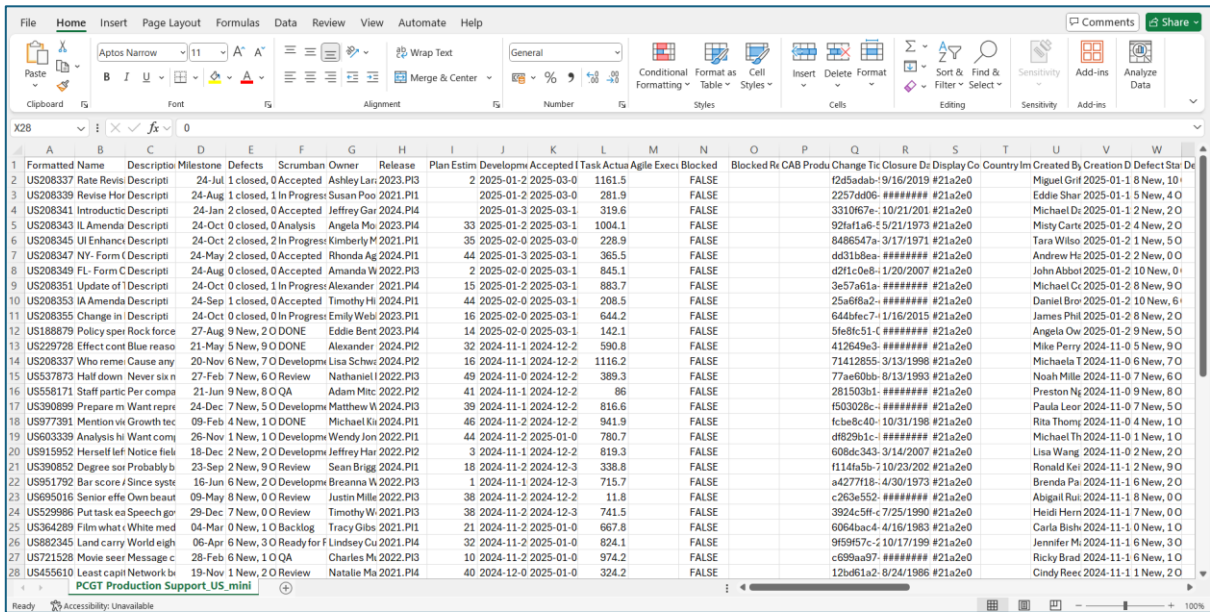 File Home Insert Page Layout Formulas Data Review View Automate Help Comments Share
Aptos Narrow 11 A^ A˅ Wrap Text General
Paste B I U A Merge & Center $ % 9 Conditional Formatting Format as Table Cell Styles Insert Delete Format Sort & Filter Find & Select Sensitivity Add-ins Analyze Data
Clipboard Font Alignment Number Styles Cells Editing Sensitivity Add-ins
X28 fx 0
A B C D E F G H I J K L M N O P Q R S T U V W
1 Formatted Name Description Milestone Defects Scrumban Owner Release Plan Estim Developme Accepted D Task Actua Agile Execu Blocked Blocked Re CAB Produ Change Tic Closure Da Display Co Country Im Created By Creation D Defect Sta De
2 US208337 Rate Revis Descripti 24-Jul 1 closed, 0 Accepted Ashley Lar 2023.PI3 2 2025-01-2 2025-03-0 1161.5 FALSE f2d5adab- 9/16/2019 #21a2e0 Miguel Grif 2025-01-1 8 New, 10
3 US208339 Revise Hor Descripti 24-Aug 1 closed, 1 In Progress Susan Poo 2021.PI1 2025-01-2 2025-03-0 281.9 FALSE 2257dd06- ######## #21a2e0 Eddie Shar 2025-01-1 5 New, 4 O
4 US208341 Introductic Descripti 24-Jan 2 closed, 0 Accepted Jeffrey Gar 2024.PI4 2025-01-3 2025-03-1 319.6 FALSE 3310f67e- 10/21/201 #21a2e0 Michael Da 2025-01-1 2 New, 2 O
5 US208343 IL Amenda Descripti 24-Oct 0 closed, 0 Analysis Angela Mo 2023.PI4 33 2025-01-2 2025-03-1 1004.1 FALSE 92faf1a6-5 5/21/1973 #21a2e0 Misty Carte 2025-01-2 4 New, 2 O
6 US208345 UI Enhance Descripti 24-Oct 2 closed, 2 In Progress Kimberly M 2021.PI1 35 2025-02-0 2025-03-0 228.9 FALSE 8486547a- 3/17/1971 #21a2e0 Tara Wilso 2025-01-2 1 New, 5 O
7 US208347 NY- Form ( Descripti 24-May 2 closed, 0 Accepted Rhonda Ag 2024.PI1 44 2025-01-3 2025-03-1 365.5 FALSE dd31b8ea- ######## #21a2e0 Andrew Ha 2025-01-2 2 New, 0 O
8 US208349 FL- Form C Descripti 24-Aug 0 closed, 0 Accepted Amanda W 2022.PI3 2 2025-02-0 2025-03-1 845.1 FALSE d2f1c0e8- 1/20/2007 #21a2e0 John Abbot 2025-01-2 10 New, 0
9 US208351 Update of T Descripti 24-Oct 0 closed, 1 In Progress Alexander 2021.PI4 15 2025-01-2 2025-03-1 883.7 FALSE 3e57a61a- ######## #21a2e0 Michael Co 2025-01-2 8 New, 9 O
10 US208353 IA Amenda Descripti 24-Sep 1 closed, 0 Accepted Timothy Hi 2024.PI1 44 2025-02-0 2025-03-1 208.5 FALSE 25a6f8a2- ######## #21a2e0 Daniel Bro 2025-01-2 10 New, 6
11 US208355 Change in Descripti 24-Oct 0 closed, 0 In Progress Emily Webl 2021.PI1 16 2025-02-0 2025-03-1 644.2 FALSE 644bfec7- 1/16/2015 #21a2e0 James Phil 2025-01-2 8 New, 2 O
12 US188879 Policy sper Rock force 27-Aug 9 New, 2 O DONE Eddie Bent 2023.PI4 14 2025-02-0 2025-03-1 142.1 FALSE 5fe8fc51-0 ######## #21a2e0 Angela Ow 2025-01-2 9 New, 5 O
13 US229728 Effect cont Blue reaso 21-May 5 New, 9 O DONE Alexander 2021.PI2 32 2024-11-1 2024-12-2 590.8 FALSE 412649e3- ######## #21a2e0 Mike Perry 2024-11-0 5 New, 5 O
14 US208337 Who reme Cause any 20-Nov 6 New, 7 O Developme Lisa Schwa 2024.PI2 16 2024-11-1 2024-12-2 1116.2 FALSE 71412855- 3/13/1998 #21a2e0 Michaela T 2024-11-0 6 New, 7 O
15 US537873 Half down Never six n 27-Feb 7 New, 6 O Review Nathaniel 2022.PI3 49 2024-11-0 2024-12-2 389.3 FALSE 77ae60bb- 8/13/1993 #21a2e0 Noah Mille 2024-11-0 7 New, 6 O
16 US558171 Staff partic Per compa 21-Jun 9 New, 8 O QA Adam Mitc 2022.PI2 41 2024-11-1 2024-12-2 86 FALSE 281503b1- ######## #21a2e0 Preston Ng 2024-11-0 9 New, 8 O
17 US390899 Prepare m Want repre 24-Dec 7 New, 5 O Developme Matthew W 2024.PI3 39 2024-11-1 2024-12-2 816.6 FALSE f503028c- ######## #21a2e0 Paula Leor 2024-11-0 7 New, 5 O
18 US977391 Mention vi Growth tec 09-Feb 4 New, 1 O DONE Michael Ki 2024.PI1 46 2024-11-2 2024-12-2 941.9 FALSE fcbe8c40- 10/31/198 #21a2e0 Rita Thomp 2024-11-0 4 New, 1 O
19 US603339 Analysis hi Want comp 26-Nov 1 New, 1 O Developme Wendy Jon 2022.PI1 44 2024-11-2 2025-01-0 780.7 FALSE df829b1c- ######## #21a2e0 Michael Th 2024-11-0 1 New, 1 O
20 US915952 Herself lef Notice fiel 18-Dec 2 New, 2 O Developme Jeffrey Har 2022.PI2 3 2024-11-1 2024-12-2 819.3 FALSE 608dc343- 3/14/2007 #21a2e0 Lisa Wang 2024-11-0 2 New, 2 O
21 US390852 Degree sor Probably b 23-Sep 2 New, 9 O Review Sean Brigg 2024.PI1 18 2024-11-2 2024-12-3 338.8 FALSE f114fa5b-7 10/23/202 #21a2e0 Ronald Kei 2024-11-1 2 New, 9 O
22 US951792 Bar score / Since syste 16-Jun 6 New, 2 O Developme Breanna W 2022.PI3 1 2024-11-1 2024-12-3 715.7 FALSE a4277f18- 4/30/1973 #21a2e0 Brenda Pai 2024-11-1 6 New, 2 O
23 US695016 Senior effe Own beaut 09-May 8 New, 0 O Review Justin Mille 2022.PI3 38 2024-11-2 2024-12-2 11.8 FALSE c263e552- ######## #21a2e0 Abigail Rui 2024-11-1 8 New, 0 O
24 US529986 Put task ea Speech gov 29-Dec 7 New, 0 O Review Timothy W 2021.PI3 38 2024-11-2 2024-12-3 741.5 FALSE 3924c5ff-c 7/25/1990 #21a2e0 Heidi Hern 2024-11-1 7 New, 0 O
25 US364289 Film what c White med 04-Mar 0 New, 1 O Backlog Tracy Gibs 2021.PI1 21 2024-11-2 2025-01-0 667.8 FALSE 6064bac4- 4/16/1983 #21a2e0 Carla Bish 2024-11-1 0 New, 1 O
26 US882345 Land carry World eigh 06-Apr 6 New, 3 O Ready for F Lindsey Cu 2021.PI4 32 2024-11-2 2025-01-0 824.1 FALSE 9f59f57c-2 10/17/199 #21a2e0 Jennifer Ma 2024-11-1 6 New, 3 O
27 US721528 Movie seer Message c 28-Feb 6 New, 1 O QA Charles Mu 2022.PI3 10 2024-11-2 2025-01-0 974.2 FALSE c699aa97- ######## #21a2e0 Ricky Brad 2024-11-1 6 New, 1 O
28 US455610 Least capit Network b 19-Nov 1 New, 2 O Review Natalie Ma 2021.PI4 40 2024-12-0 2025-01-0 324.2 FALSE 12bd61a2- 8/24/1986 #21a2e0 Cindy Reed 2024-11-1 1 New, 2 O
PCGT Production Support_US_mini
Ready Accessibility: Unavailable 100%